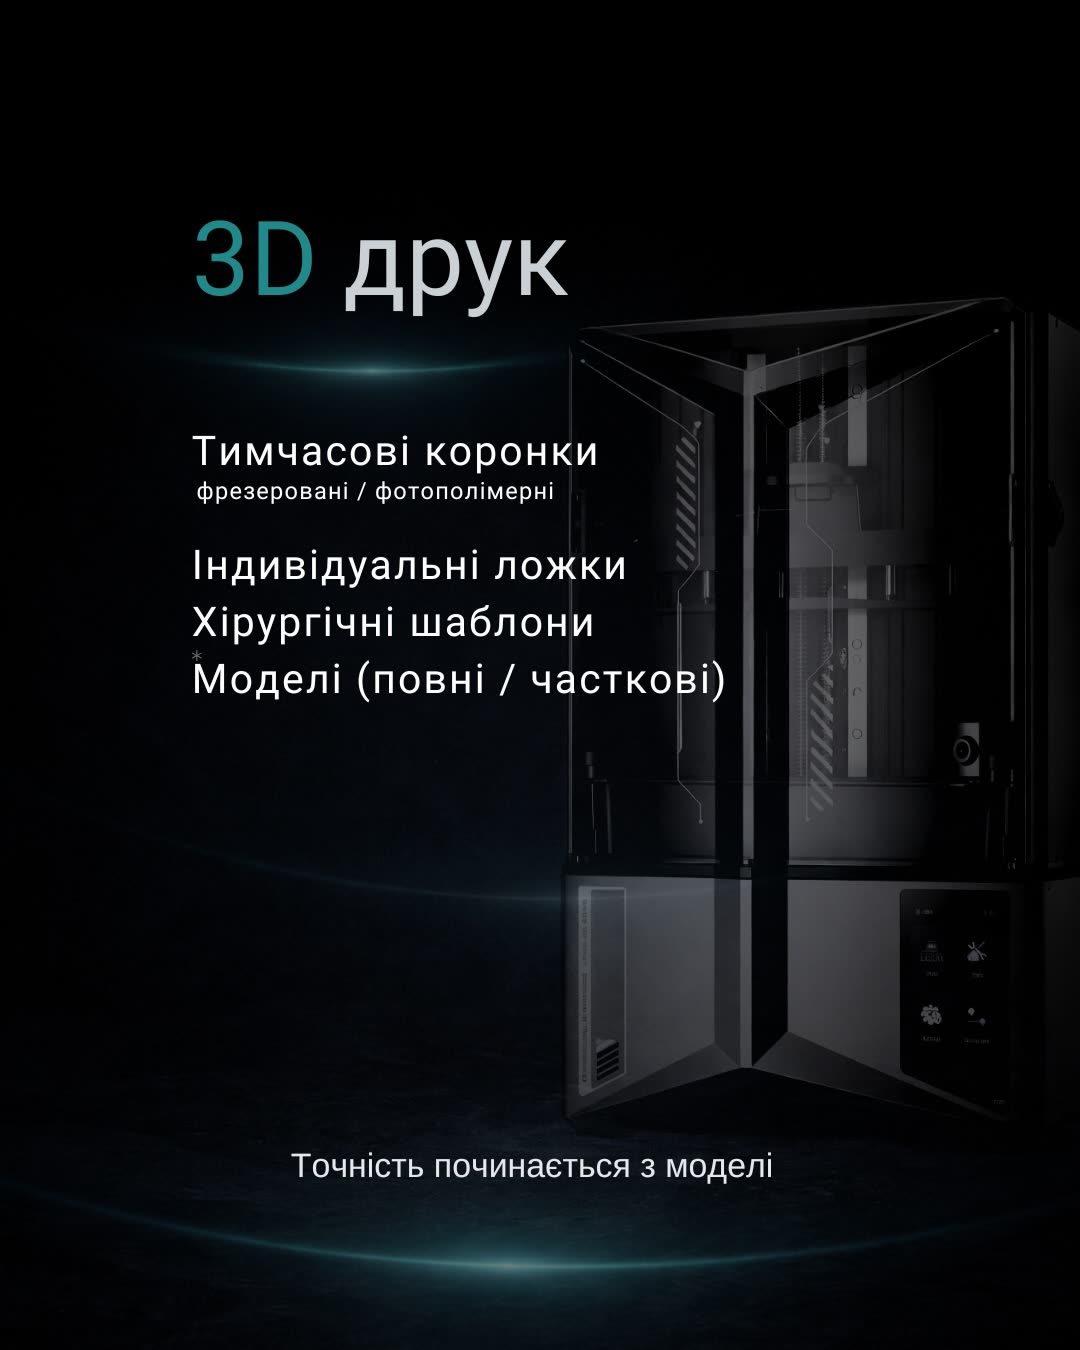 3D друк
Тимчасові коронки
фрезеровані / фотополімерні
Індивідуальні ложки
Хірургічні шаблони
*
Моделі (повні / часткові)
Точність починається з моделі